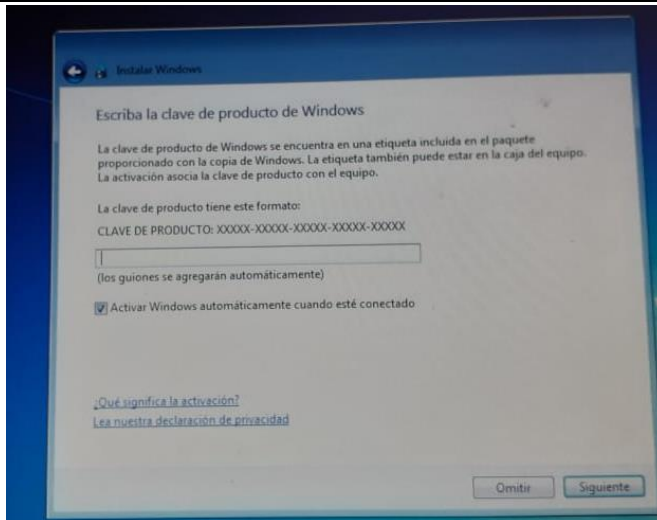 Instalar Windows
Escriba la clave de producto de Windows
La clave de producto de Windows se encuentra en una etiqueta incluida en el paquete
proporcionado con la copia de Windows. La etiqueta también puede estar en la caja del equipo.
La activación asocia la clave de producto con el equipo.
La clave de producto tiene este formato:
CLAVE DE PRODUCTO: XXXXX-XXXXX-XXXXX-XXXXX-XXXXX
(los guiones se agregarán automáticamente)
Activar Windows automáticamente cuando esté conectado
¿Qué significa la activación?
Lea nuestra declaración de privacidad
Omitir Siguiente